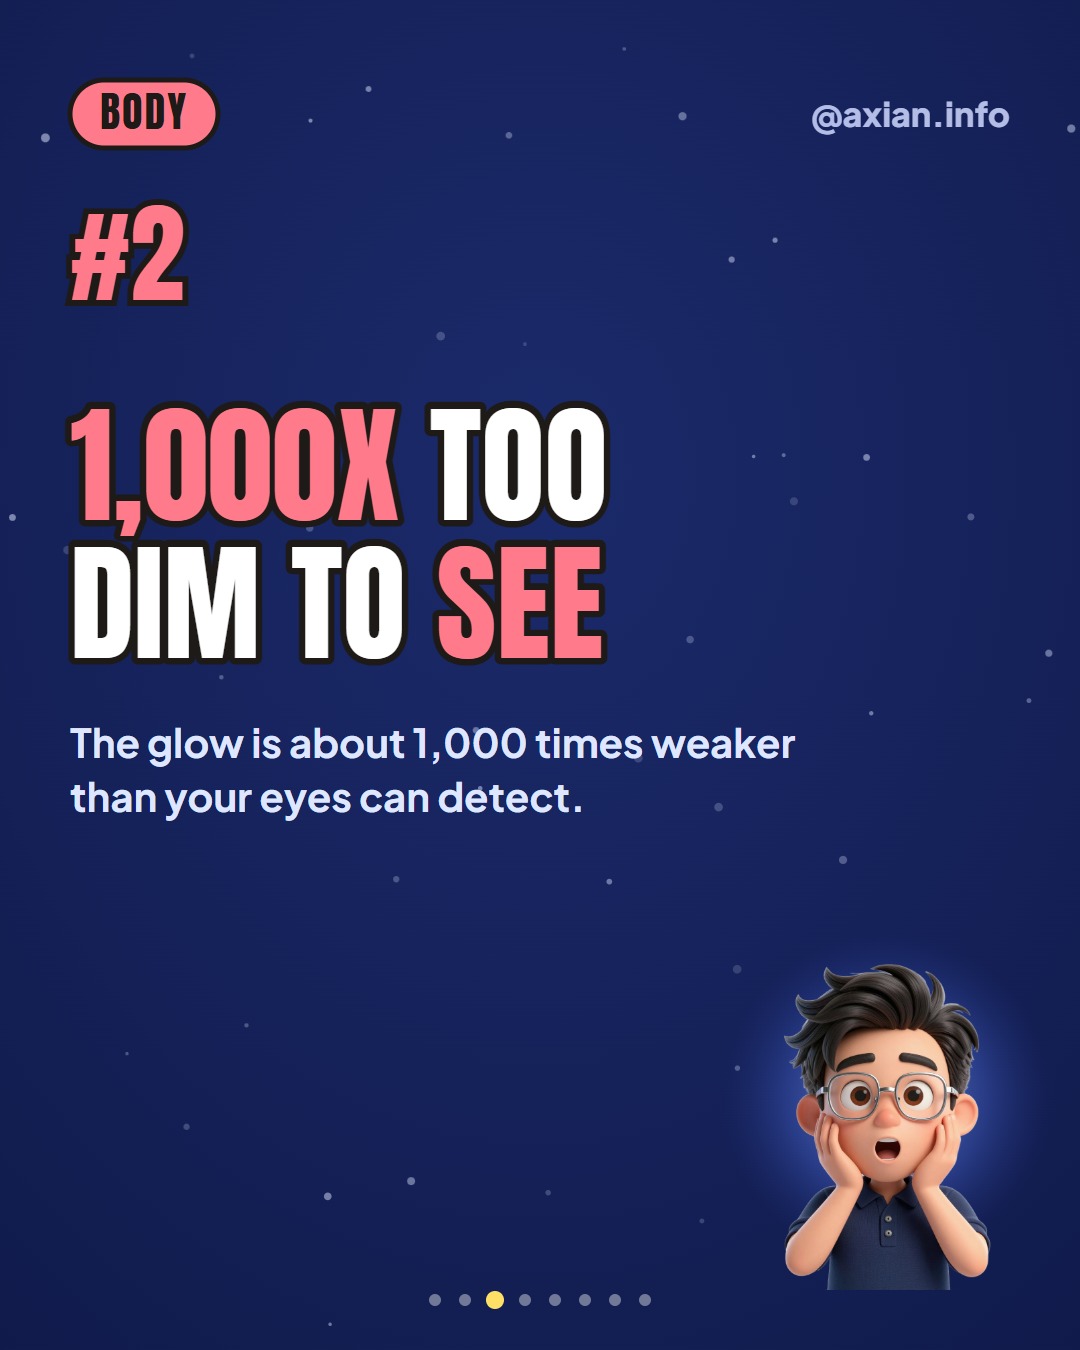 BODY
@axian.info
#2
1,000X TOO
DIM TO SEE
The glow is about 1,000 times weaker
than your eyes can detect.